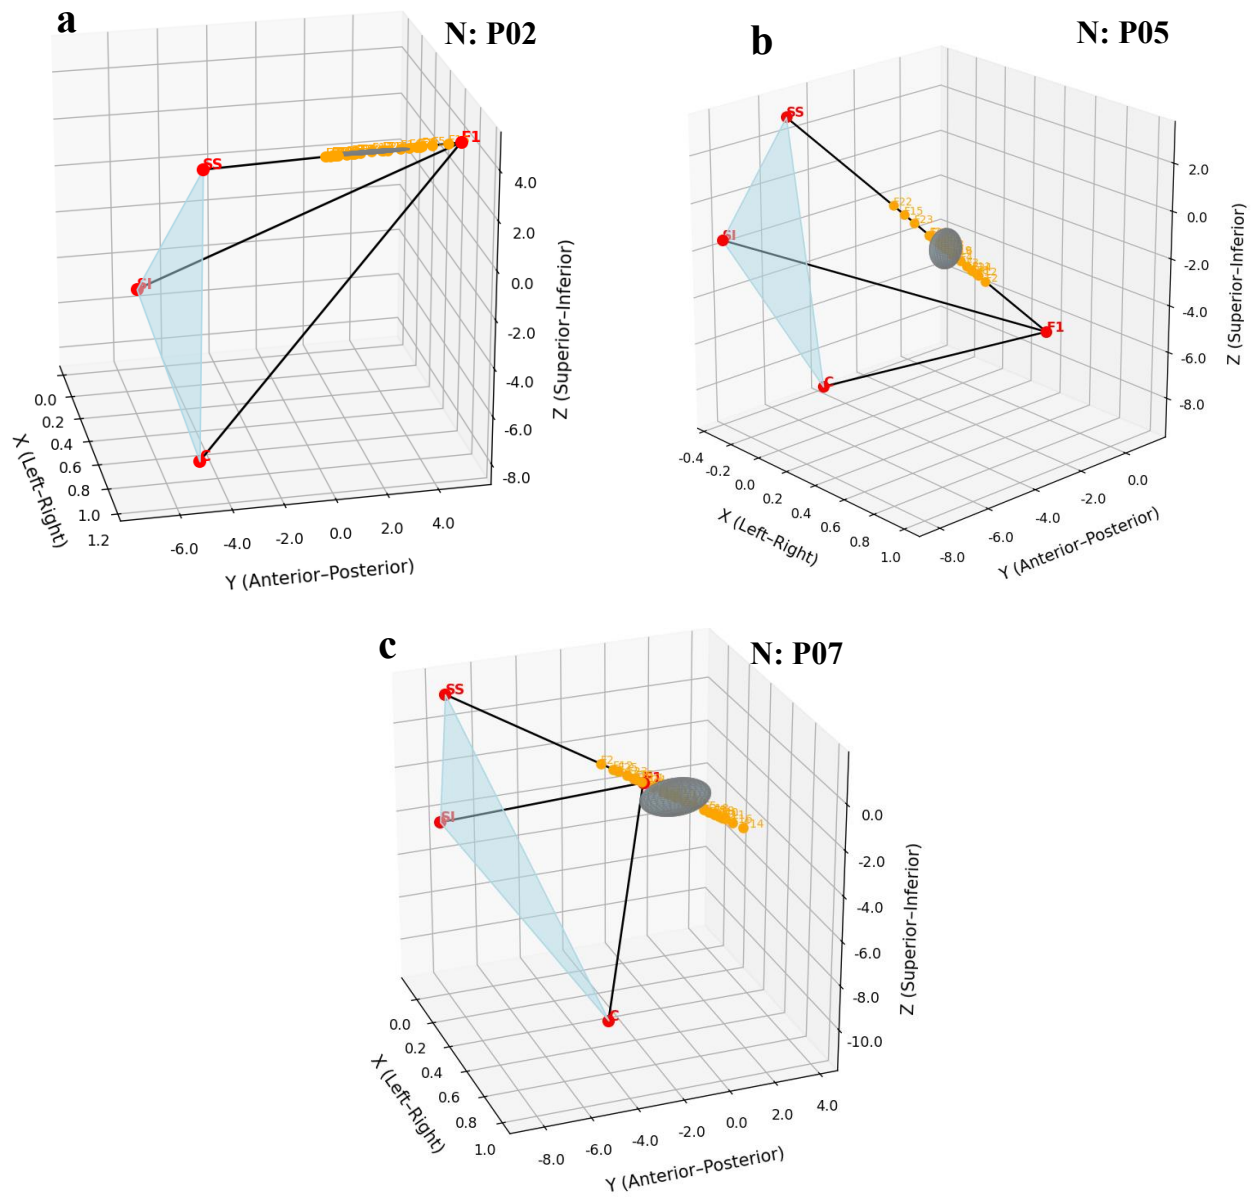 a
N: P02
SS
F1
SI
C
4.0
2.0
0.0
-2.0
-4.0
-6.0
-8.0
Z (Superior–Inferior)
0.0
0.2
0.4
0.6
0.8
1.0
1.2
X (Left–Right)
-6.0
-4.0
-2.0
0.0
2.0
4.0
Y (Anterior–Posterior)
b
N: P05
SS
F22
F15
F23
SI
F1
C
2.0
0.0
-2.0
-4.0
-6.0
-8.0
Z (Superior–Inferior)
-0.4
-0.2
0.0
0.2
0.4
0.6
0.8
1.0
X (Left–Right)
-8.0
-6.0
-4.0
-2.0
0.0
Y (Anterior–Posterior)
c
N: P07
SS
F2
F1
SI
F14
C
0.0
-2.0
-4.0
-6.0
-8.0
-10.0
Z (Superior–Inferior)
0.0
0.2
0.4
0.6
0.8
1.0
X (Left–Right)
-8.0
-6.0
-4.0
-2.0
0.0
2.0
4.0
Y (Anterior–Posterior)